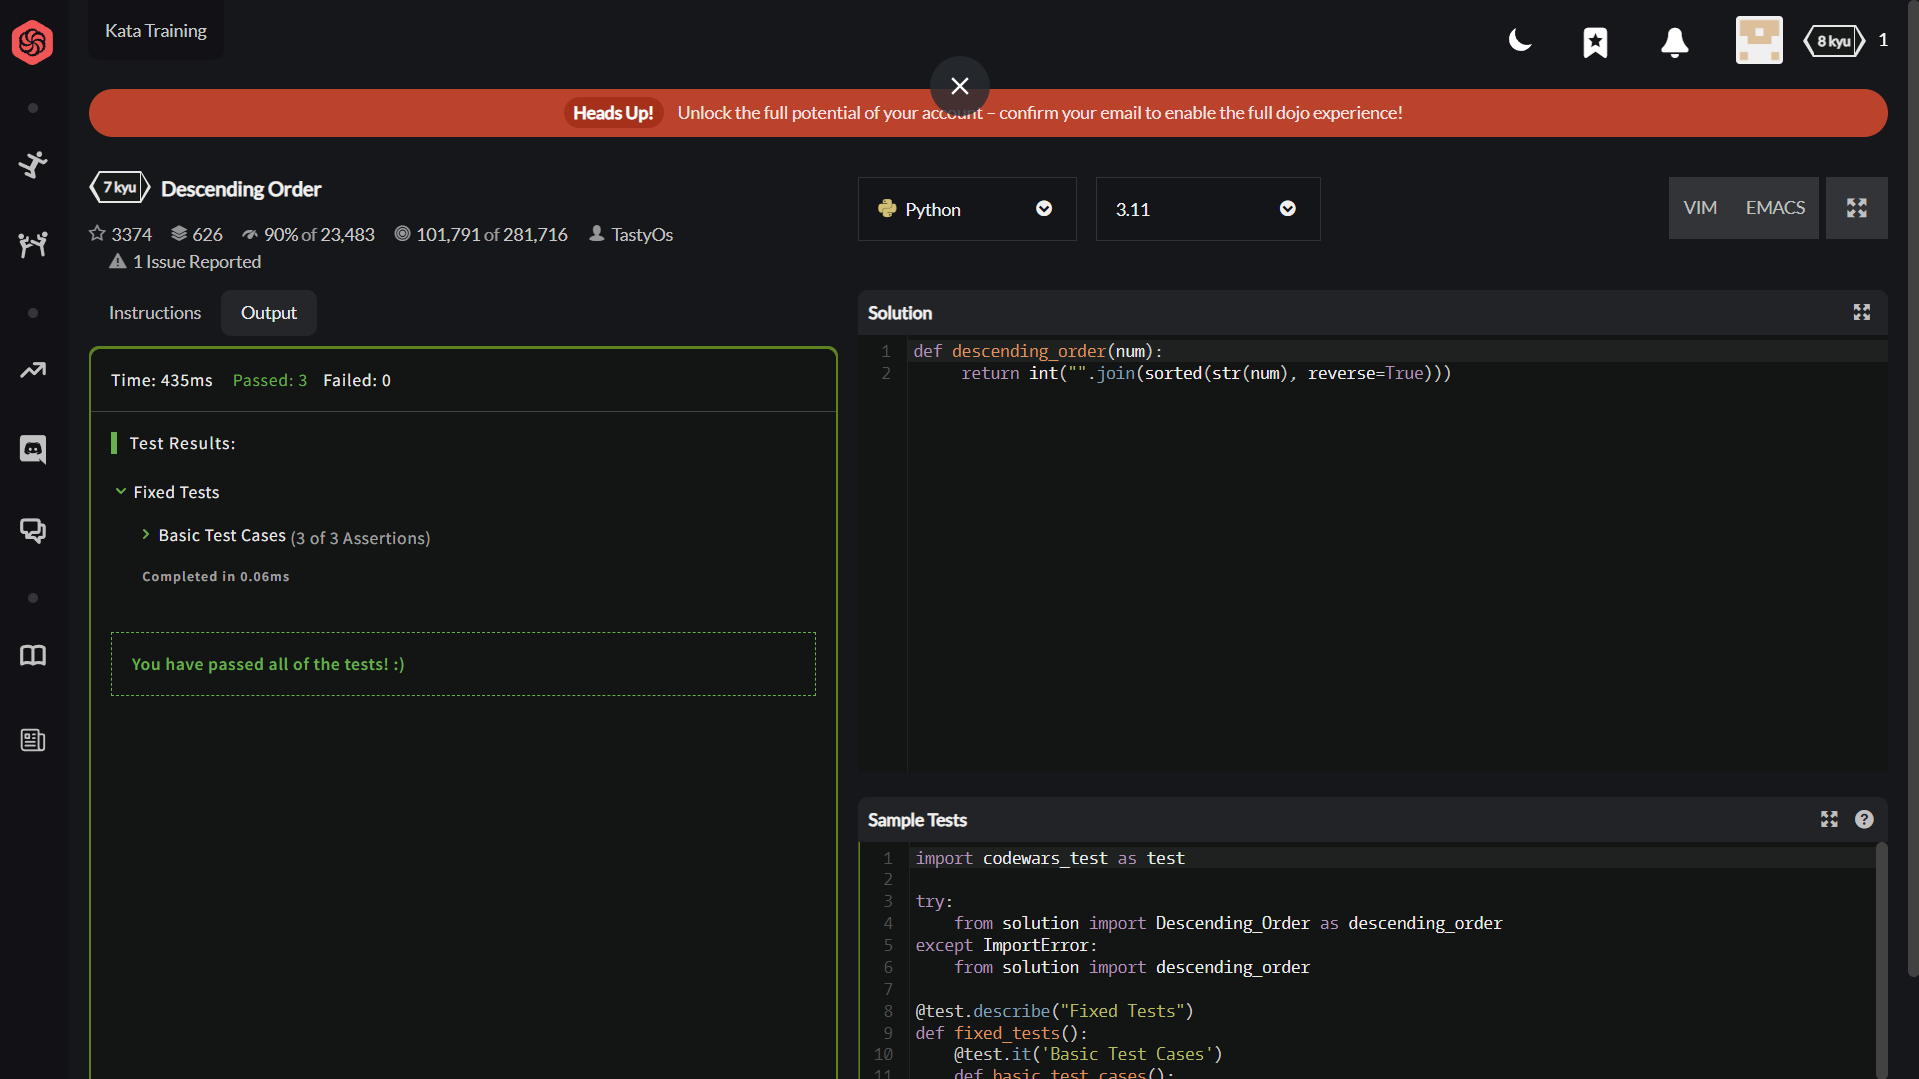 Kata Training
8 kyu
1
Heads Up! Unlock the full potential of your account – confirm your email to enable the full dojo experience!
7 kyu Descending Order
3374 626 90% of 23,483 101,791 of 281,716 TastyOs
1 Issue Reported
Python
3.11
VIM EMACS
Instructions Output
Time: 435ms Passed: 3 Failed: 0
Test Results:
Fixed Tests
Basic Test Cases (3 of 3 Assertions)
Completed in 0.06ms
You have passed all of the tests! :)
Solution
1 def descending_order(num):
2 return int("".join(sorted(str(num), reverse=True)))
Sample Tests
?
1 import codewars_test as test
2
3 try:
4 from solution import Descending_Order as descending_order
5 except ImportError:
6 from solution import descending_order
7
8 @test.describe("Fixed Tests")
9 def fixed_tests():
10 @test.it('Basic Test Cases')
11 def basic_test_cases():